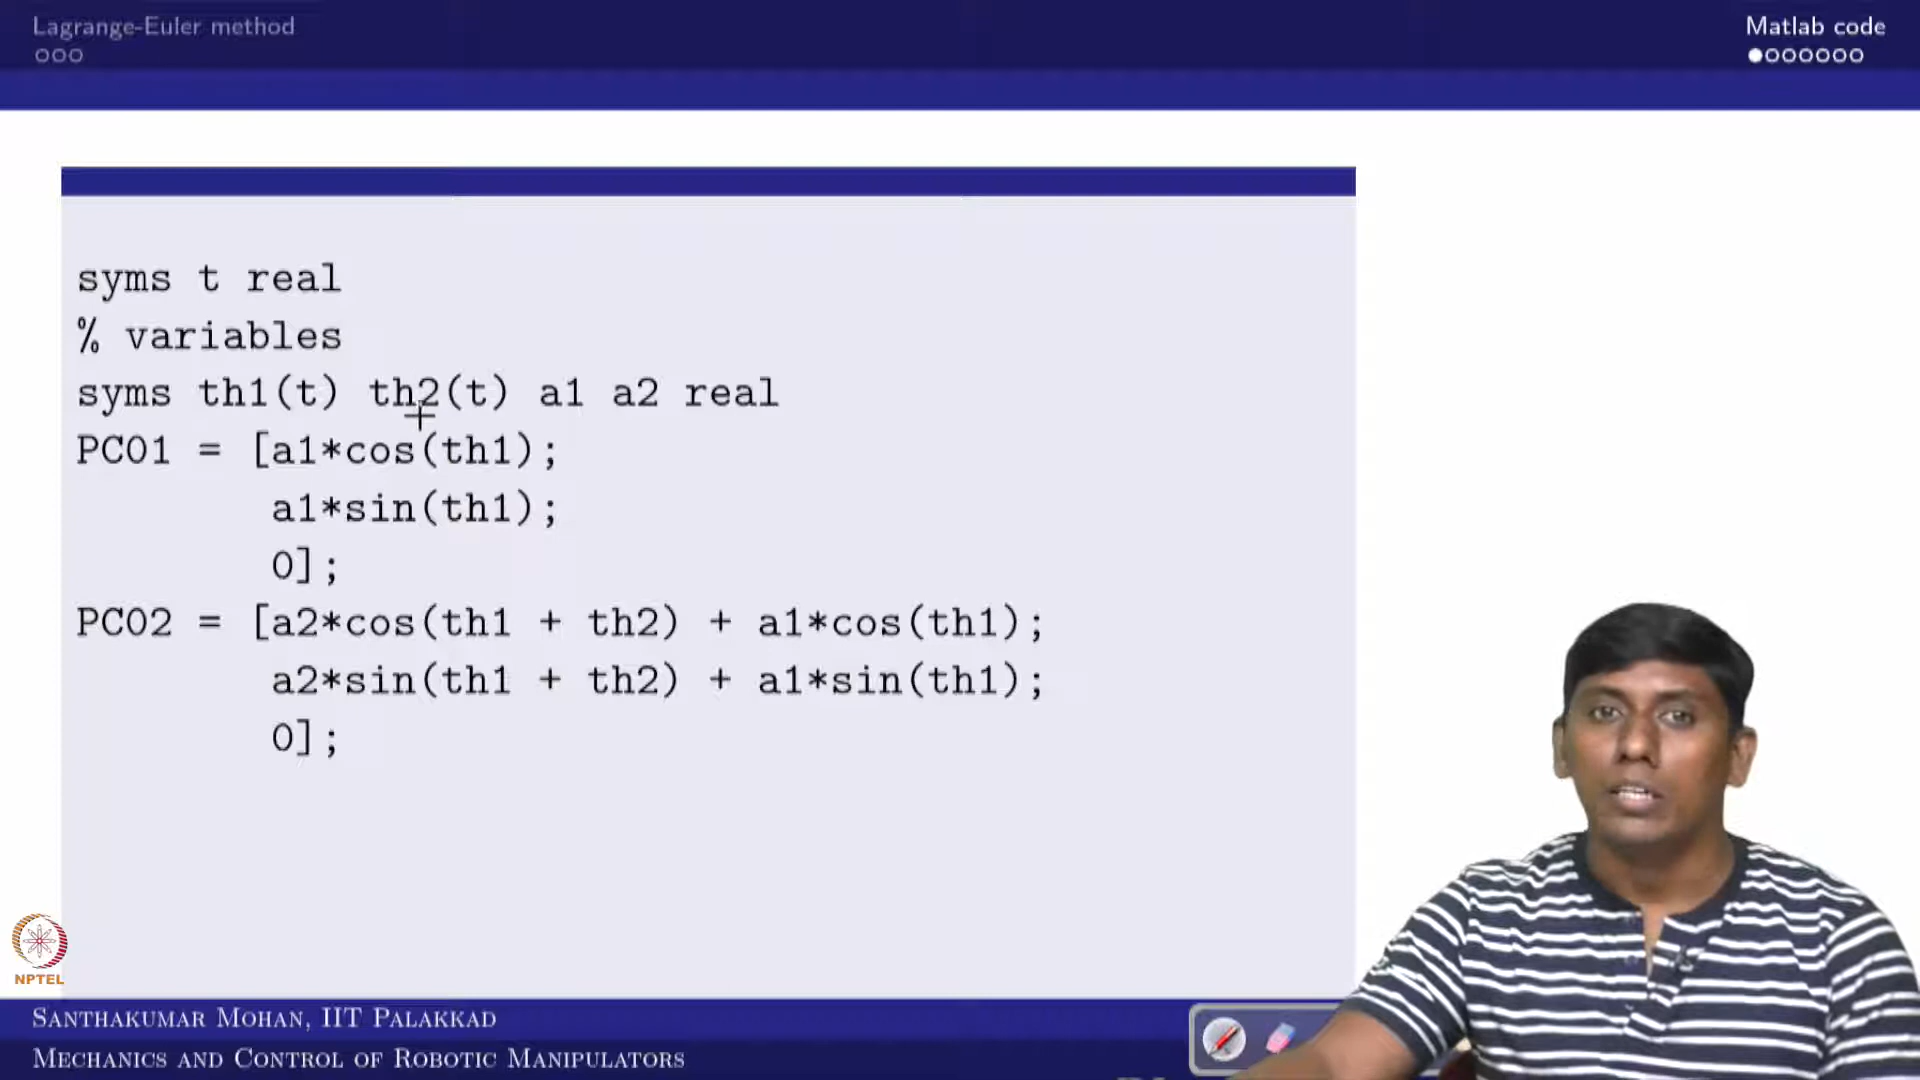 Lagrange-Euler method
Matlab code
syms t real
% variables
syms th1(t) th2(t) a1 a2 real
PC01 = [a1*cos(th1);
a1*sin(th1);
0];
PC02 = [a2*cos(th1 + th2) + a1*cos(th1);
a2*sin(th1 + th2) + a1*sin(th1);
0];
NPTEL
SANTHAKUMAR MOHAN, IIT PALAKKAD
MECHANICS AND CONTROL OF ROBOTIC MANIPULATORS